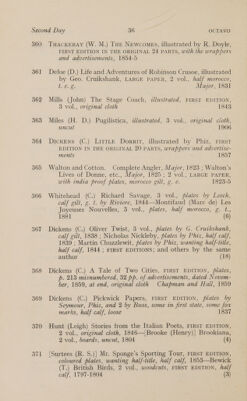 Second Day 36 OCTAVO
360 THACKERAY (W. M.) THE NEWCOMES, illustrated by R. Doyle,
FIRST EDITION IN THE ORIGINAL 24 PARTS, with the wrappers
and advertisements, 1854-5
361 Defoe (D.) Life and Adventures of Robinson Crusoe, illustrated
by Geo. Cruikshank, LARGE PAPER, 2 vol., half morocco,
t. e. g. Major, 1831
362 Mills (John) The Stage Coach, illustrated, FIRST EDITION,
3 vol., original cloth 1843
363 Miles (H. D.) Pugilistica, illustrated, 3 vol., original cloth,
uncut 1906
364 DICKENS (C.) LITTLE DORRIT, illustrated by Phiz, FIRST
EDITION IN THE ORIGINAL 20 PARTS, wrappers and advertise-
ments 1857
365 Walton and Cotton. Complete Angler, Major, 1823; Walton's
Lives of Donne, etc., Major, 1825; 2 vol., LARGE PAPER,
with india proof plates, morocco gilt, g. e. 1823-5
366 Whitehead (C.) Richard Savage, 3 vol., plates by Leech,
calf gilt, g. t. by Riviere, 1844—Montifaud (Marc de) Les
Joyeuses Nouvelles, 3 vol., plates, half morocco, g. t.,
1881 (6)
367 Dickens (C.) Oliver Twist, 3 vol., plates by G. Cruikshank,
calf gilt, 1838; Nicholas Nickleby, plates by Phiz, half calf,
1839; Martin Chuzzlewit, plates by Phiz, wanting half-title,
half calf, 1844; FIRST EDITIONS; and others by the same
author (18)
368 Dickens (C.) A Tale of Two Cities, FIRST EDITION, plates,
p. 213 misnumbered, 32 pp. of advertisements, dated Novem-
ber, 1859, at end, original cloth Chapman and Hall, 1859
369 Dickens (C.) Pickwick Papers, FIRST EDITION, plates by
Seymour, Phiz, and 2 by Buss, some in first state, some fox
marks, half calf, loose 1837
370 Hunt (Leigh) Stories from the Italian Poets, FIRST EDITION,
2 vol., original cloth, 1846—[Brooke (Henry)] Brookiana,
2 vol., boards, uncut, 1804 (4)
371 [Surtees (R. S.)] Mr. Sponge's Sporting Tour, FIRST EDITION,
coloured plates, wanting half-title, half calf, 1853—Bewick
(T.) British Birds, 2 vol., woodcuts, FIRST EDITION, half
calf, 1797-1804 (3)